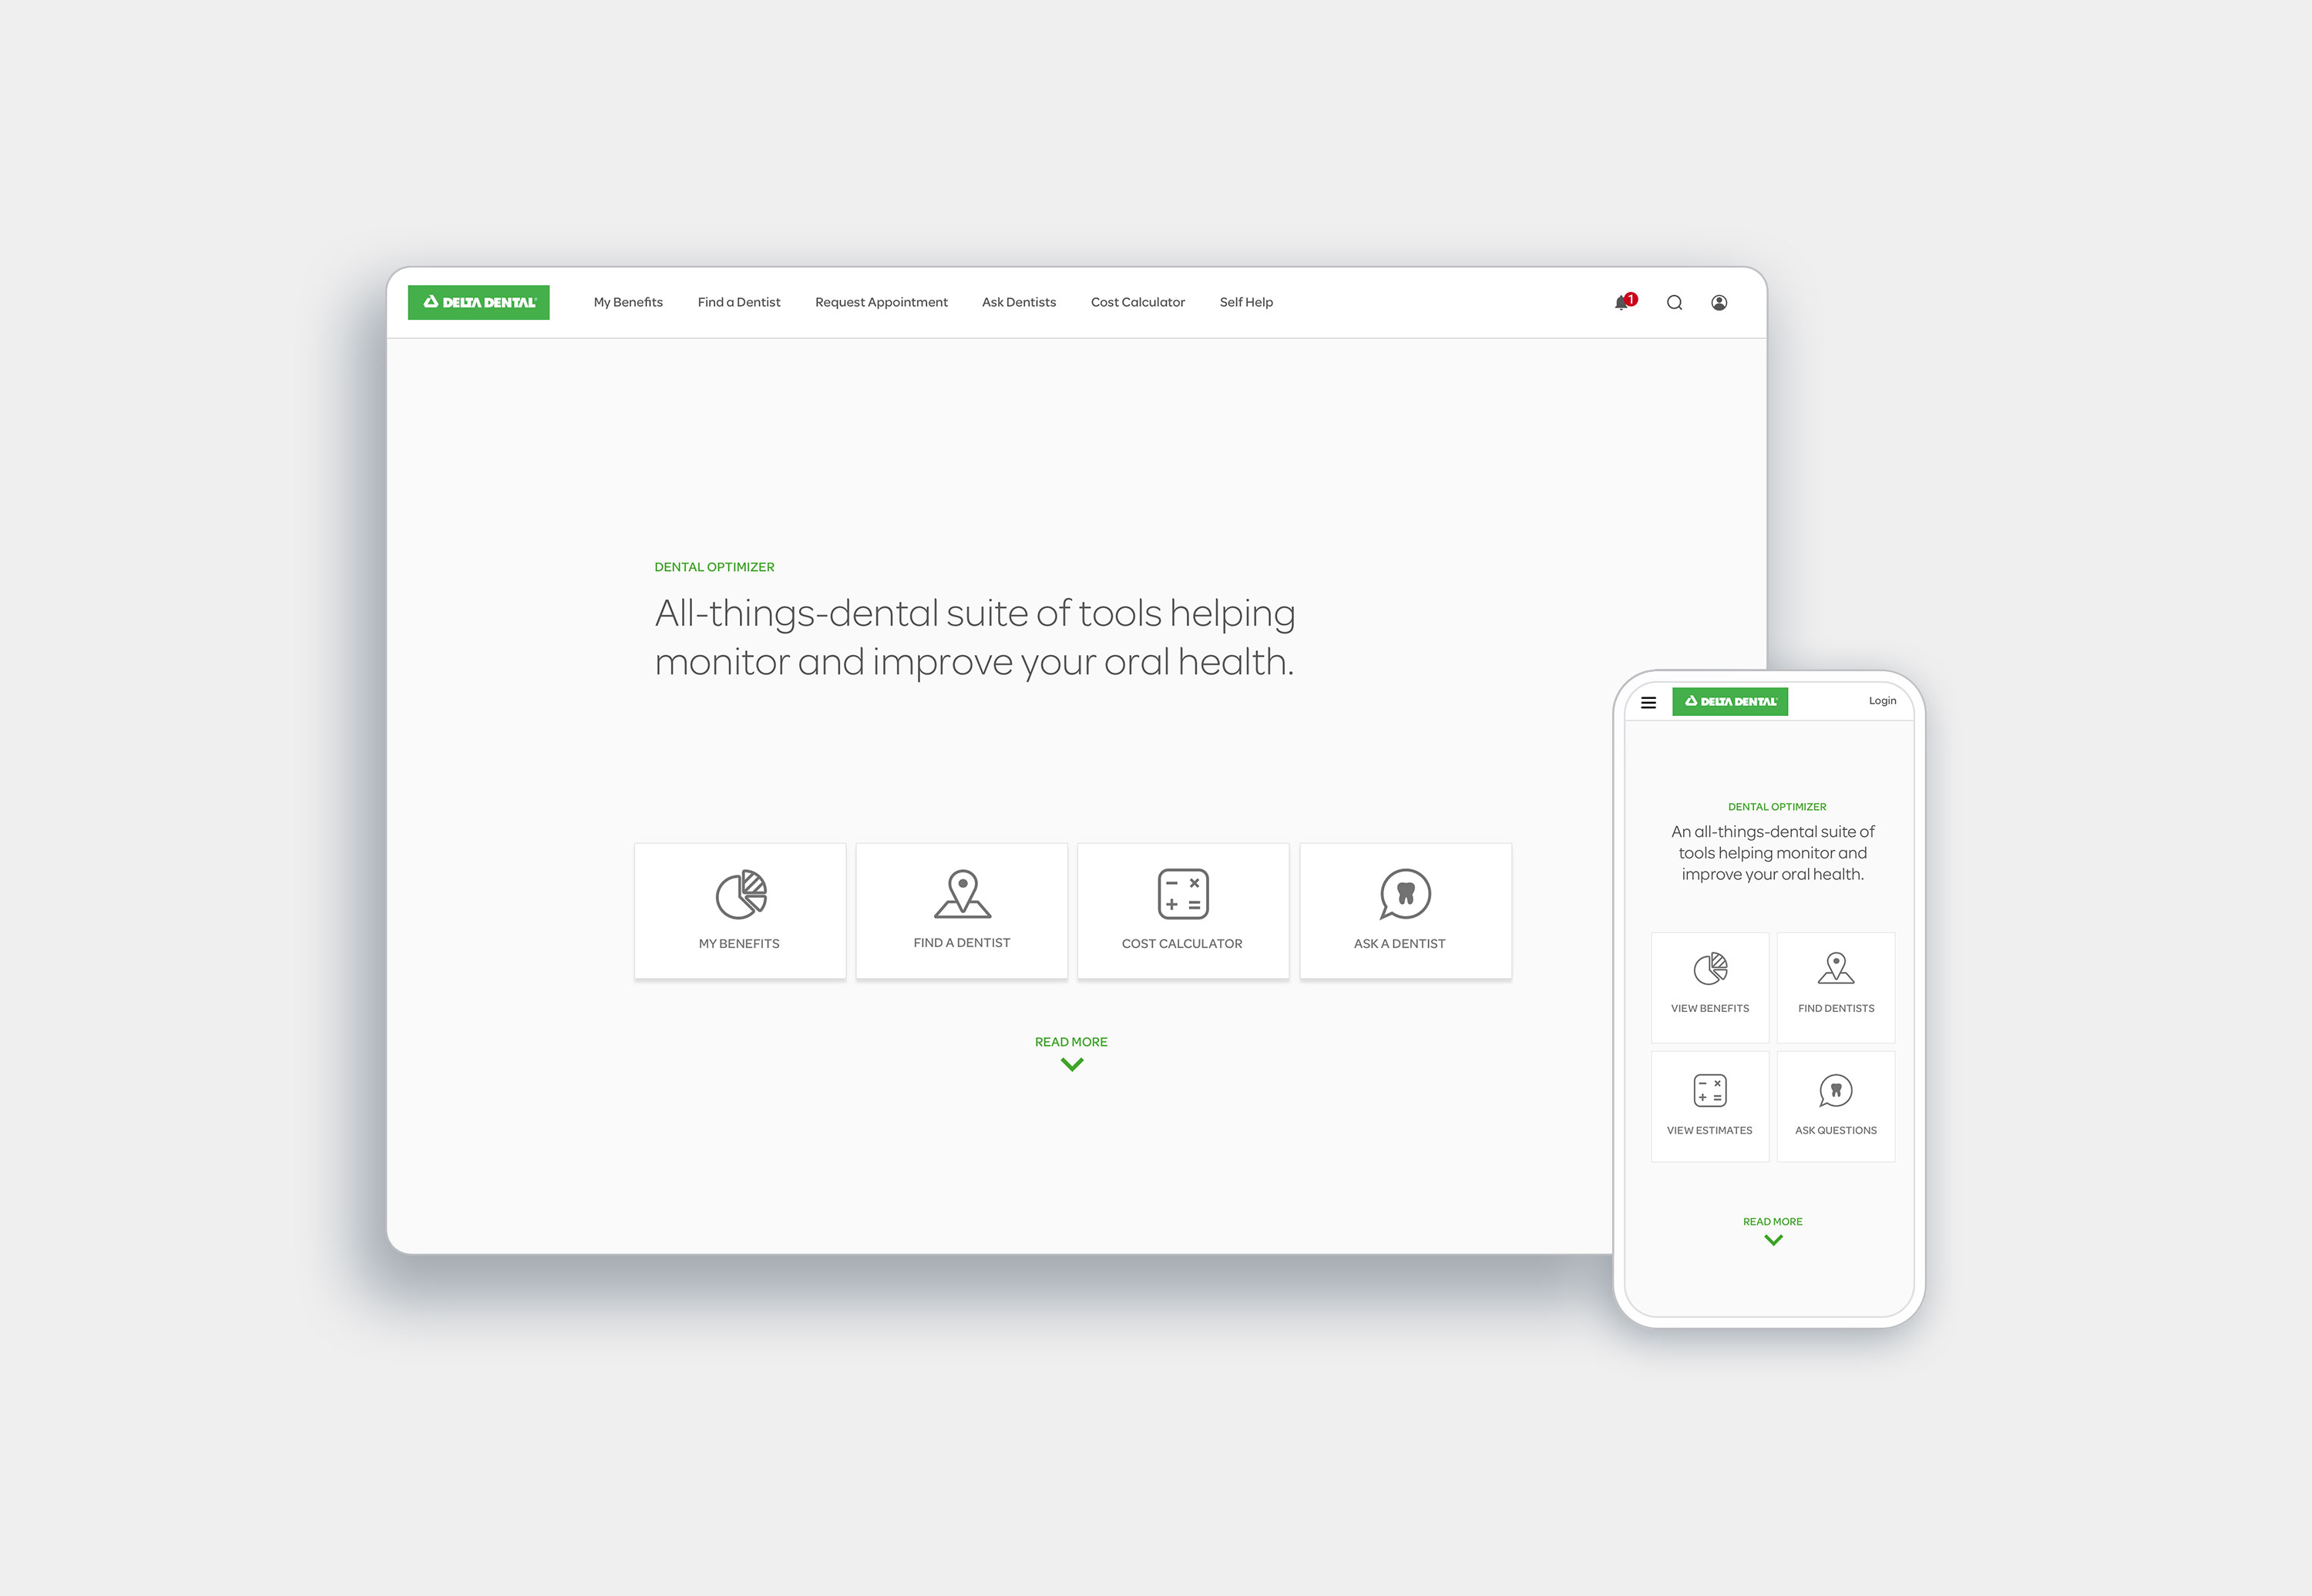 DELTA DENTAL
My Benefits
Find a Dentist
Request Appointment
Ask Dentists
Cost Calculator
Self Help
1
DENTAL OPTIMIZER
All-things-dental suite of tools helping
monitor and improve your oral health.
MY BENEFITS
FIND A DENTIST
COST CALCULATOR
ASK A DENTIST
READ MORE
DELTA DENTAL
Login
DENTAL OPTIMIZER
An all-things-dental suite of
tools helping monitor and
improve your oral health.
VIEW BENEFITS
FIND DENTISTS
VIEW ESTIMATES
ASK QUESTIONS
READ MORE